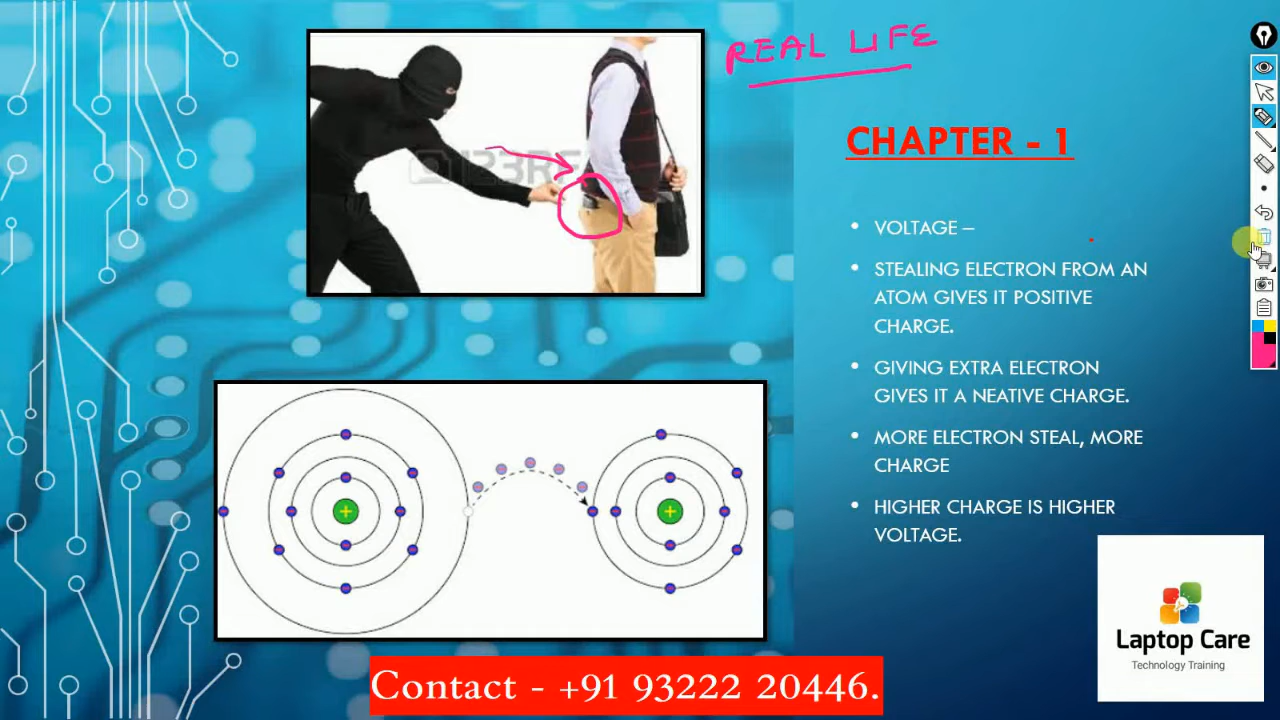 REAL LIFE
123RF
CHAPTER - 1
• VOLTAGE –
• STEALING ELECTRON FROM AN
ATOM GIVES IT POSITIVE
CHARGE.
• GIVING EXTRA ELECTRON
GIVES IT A NEATIVE CHARGE.
• MORE ELECTRON STEAL, MORE
CHARGE
• HIGHER CHARGE IS HIGHER
VOLTAGE.
+
+
Laptop Care
Technology Training
Contact - +91 93222 20446.